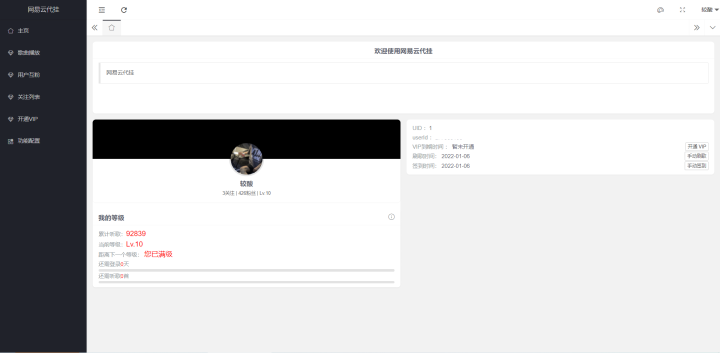 网易云代挂
较酸
主页
歌曲播放
用户互粉
关注列表
开通VIP
功能配置
欢迎使用网易云代挂
网易云代挂
较酸
36关注 | 426粉丝 | Lv.10
我的等级
累计听歌：92839
当前等级：Lv.10
距离下一个等级：您已满级
还需登录0天
还需听歌0首
UID：1
userId：
VIP到期时间：暂未开通
开通 VIP
刷歌时间：2022-01-06
手动刷歌
签到时间：2022-01-06
手动签到